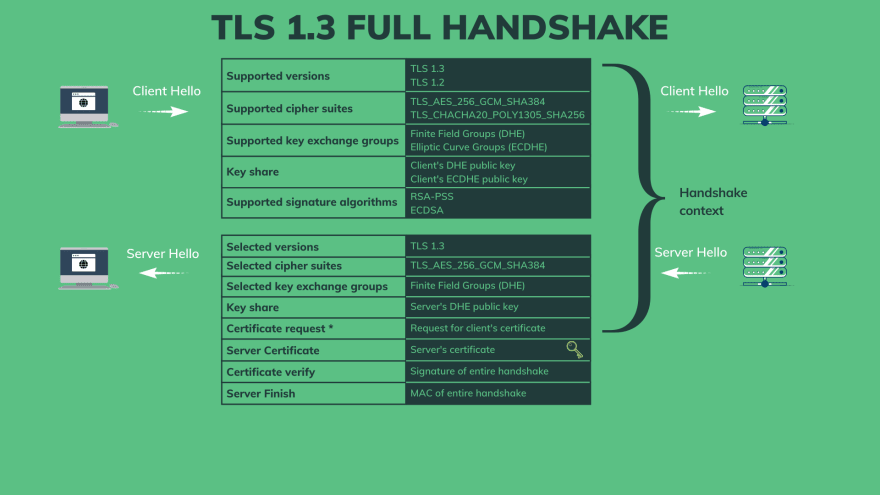 TLS 1.3 FULL HANDSHAKE
Client Hello
Supported versions
TLS 1.3
TLS 1.2
Supported cipher suites
TLS_AES_256_GCM_SHA384
TLS_CHACHA20_POLY1305_SHA256
Supported key exchange groups
Finite Field Groups (DHE)
Elliptic Curve Groups (ECDHE)
Key share
Client's DHE public key
Client's ECDHE public key
Supported signature algorithms
RSA-PSS
ECDSA
Client Hello
Handshake
context
Server Hello
Selected versions
TLS 1.3
Selected cipher suites
TLS_AES_256_GCM_SHA384
Selected key exchange groups
Finite Field Groups (DHE)
Key share
Server's DHE public key
Certificate request *
Request for client's certificate
Server Certificate
Server's certificate
Certificate verify
Signature of entire handshake
Server Finish
MAC of entire handshake
Server Hello